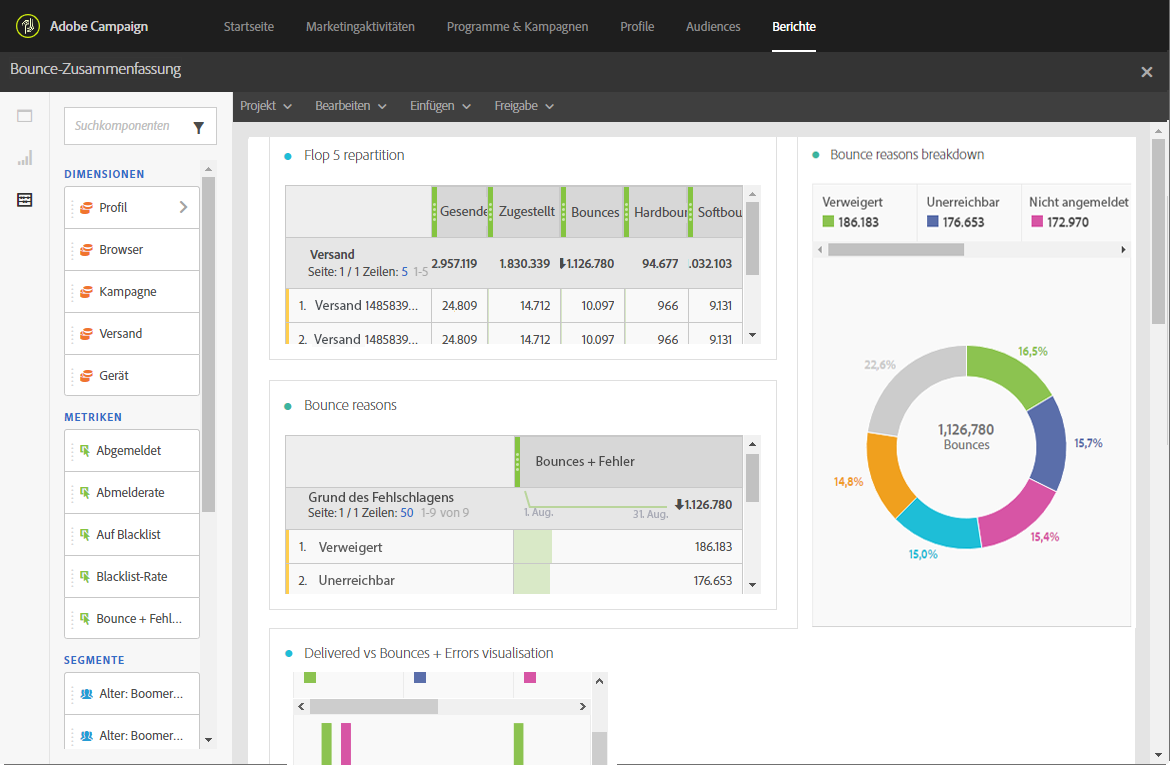 Adobe Campaign
Startseite Marketingaktivitäten Programme & Kampagnen Profile Audiences Berichte
Bounce-Zusammenfassung
Projekt Bearbeiten Einfügen Freigabe
Suchkomponenten
DIMENSIONEN
Profil
Browser
Kampagne
Versand
Gerät
METRIKEN
Abgemeldet
Abmelderate
Auf Blacklist
Blacklist-Rate
Bounce + Fehl...
SEGMENTE
Alter: Boomer...
Alter: Boomer...
Flop 5 repartition
Gesende Zugestellt Bounces Hardbour Softbou
Versand
Seite: 1 / 1 Zeilen: 5 1-5
2.957.119 1.830.339 1.126.780 94.677 .032.103
1. Versand 1485839... 24.809 14.712 10.097 966 9.131
2. Versand 1485839... 24.809 14.712 10.097 966 9.131
Bounce reasons
Bounces + Fehler
Grund des Fehlschlagens
Seite: 1 / 1 Zeilen: 50 1-9 von 9
1. Aug. 31. Aug. 1.126.780
1. Verweigert 186.183
2. Unerreichbar 176.653
Delivered vs Bounces + Errors visualisation
Bounce reasons breakdown
Verweigert Unerreichbar Nicht angemeldet
186.183 176.653 172.970
16,5%
22,6%
1,126,780
Bounces
15,7%
14,8%
15,4%
15,0%